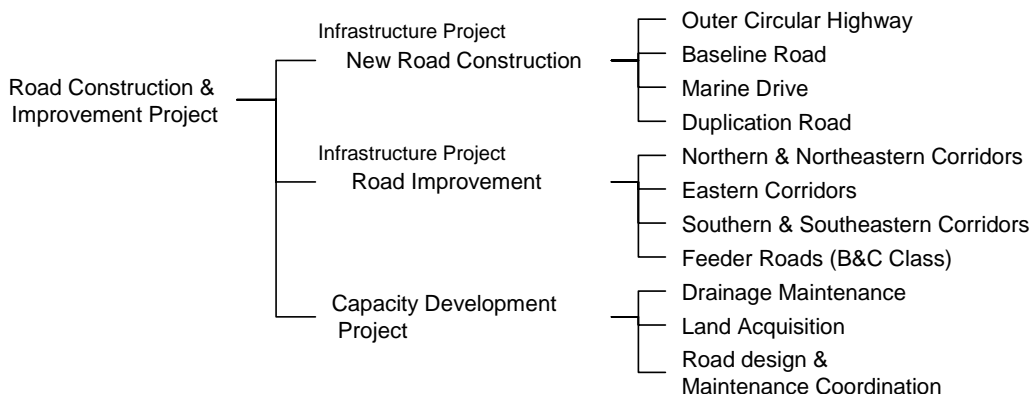 Road Construction &
Improvement Project
Infrastructure Project
New Road Construction
Outer Circular Highway
Baseline Road
Marine Drive
Duplication Road
Infrastructure Project
Road Improvement
Northern & Northeastern Corridors
Eastern Corridors
Southern & Southeastern Corridors
Feeder Roads (B&C Class)
Capacity Development
Project
Drainage Maintenance
Land Acquisition
Road design &
Maintenance Coordination